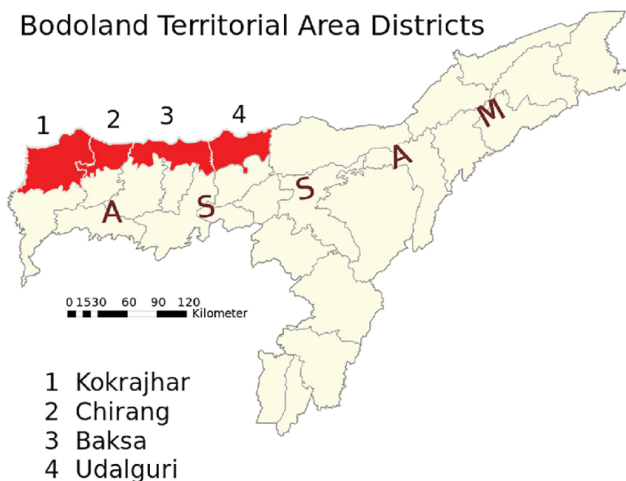 Bodoland Territorial Area Districts
1 2 3 4
A S S A M
0 15 30 60 90 120
Kilometer
1 Kokrajhar
2 Chirang
3 Baksa
4 Udalguri